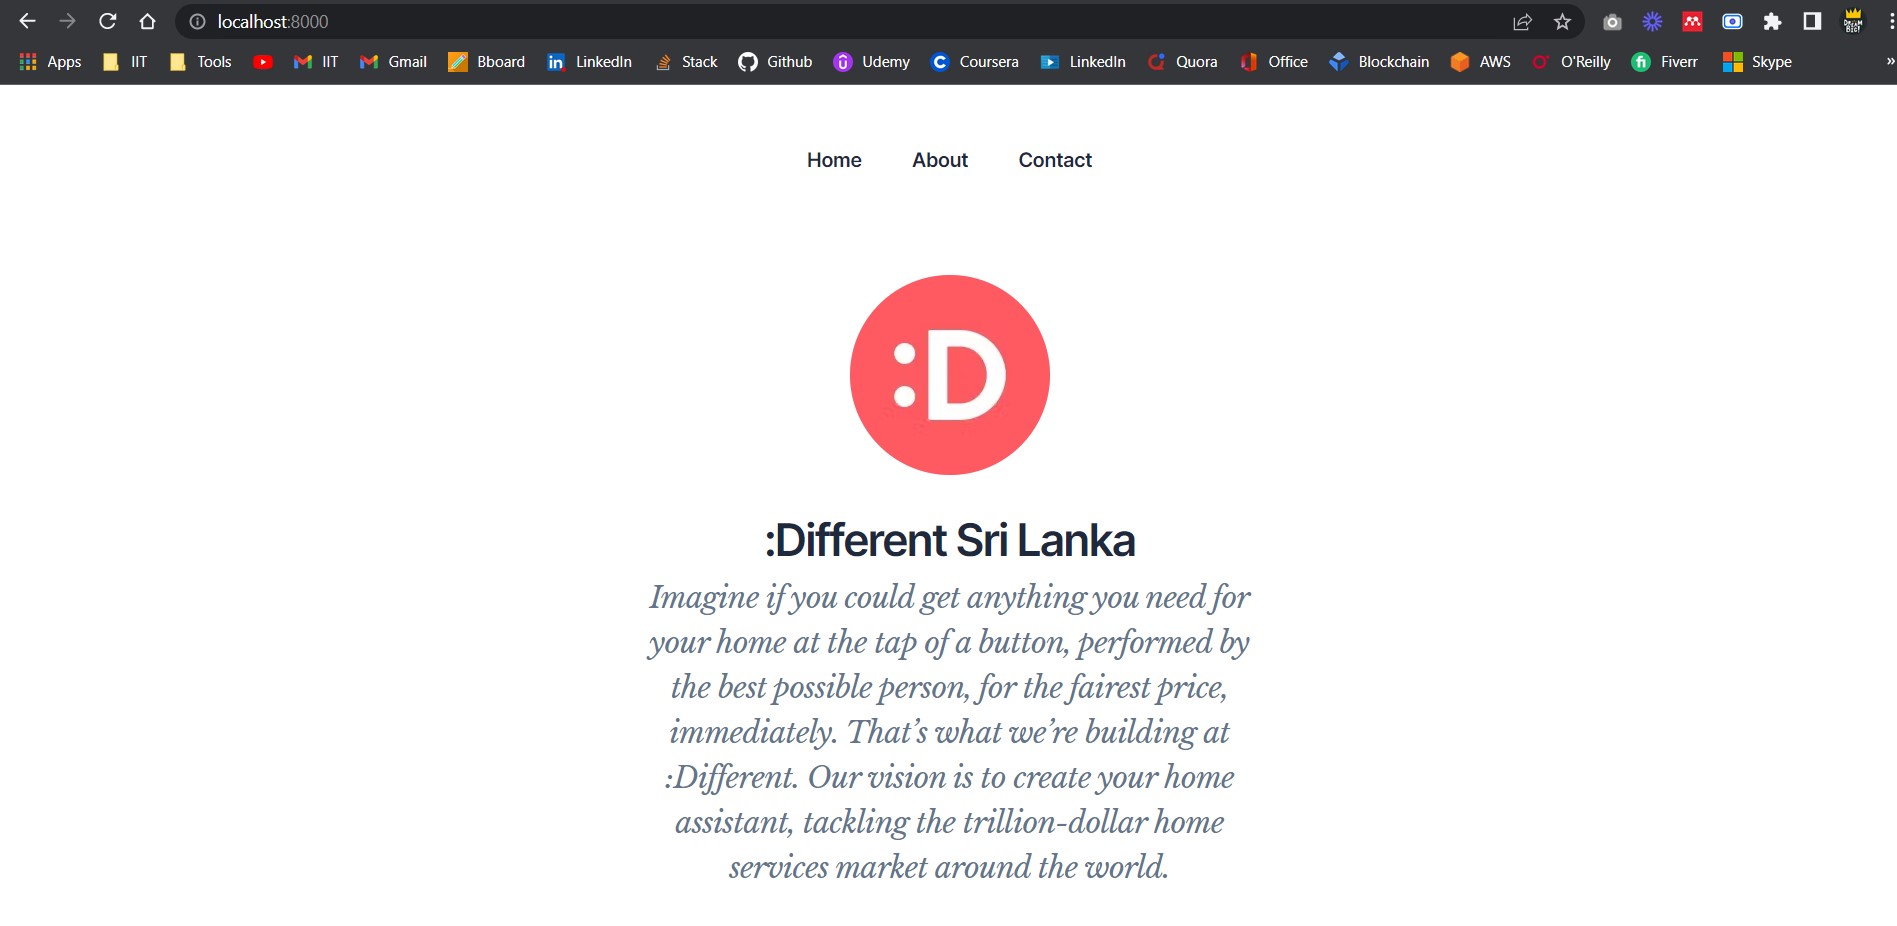 localhost:8000
Apps IIT Tools IIT Gmail Bboard LinkedIn Stack Github Udemy Coursera LinkedIn Quora Office Blockchain AWS O'Reilly Fiverr Skype »
Home About Contact
:D
:Different Sri Lanka
Imagine if you could get anything you need for
your home at the tap of a button, performed by
the best possible person, for the fairest price,
immediately. That’s what we’re building at
:Different. Our vision is to create your home
assistant, tackling the trillion-dollar home
services market around the world.